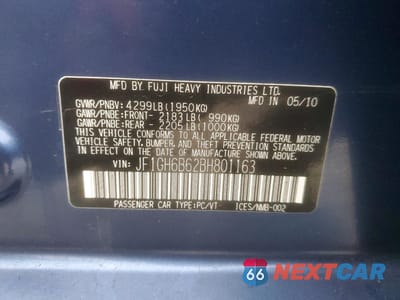 MFD. BY FUJI HEAVY INDUSTRIES LTD.
GVWR/PNBV: 4299LB(1950KG) MFD IN 05/10
GAWR/PNBE:FRONT- 2183LB( 990KG)
GAWR/PNBE:REAR - 2205LB(1000KG)
THIS VEHICLE CONFORMS TO ALL APPLICABLE
FEDERAL MOTOR VEHICLE SAFETY,
BUMPER, AND THEFT PREVENTION STANDARDS
IN EFFECT ON THE DATE OF
MANUFACTURE SHOWN ABOVE.
VIN: JF1GH6B62BH801163
PASSENGER CAR/TYPE:PC/VT ICES/NMB-002
66 NEXTCAR